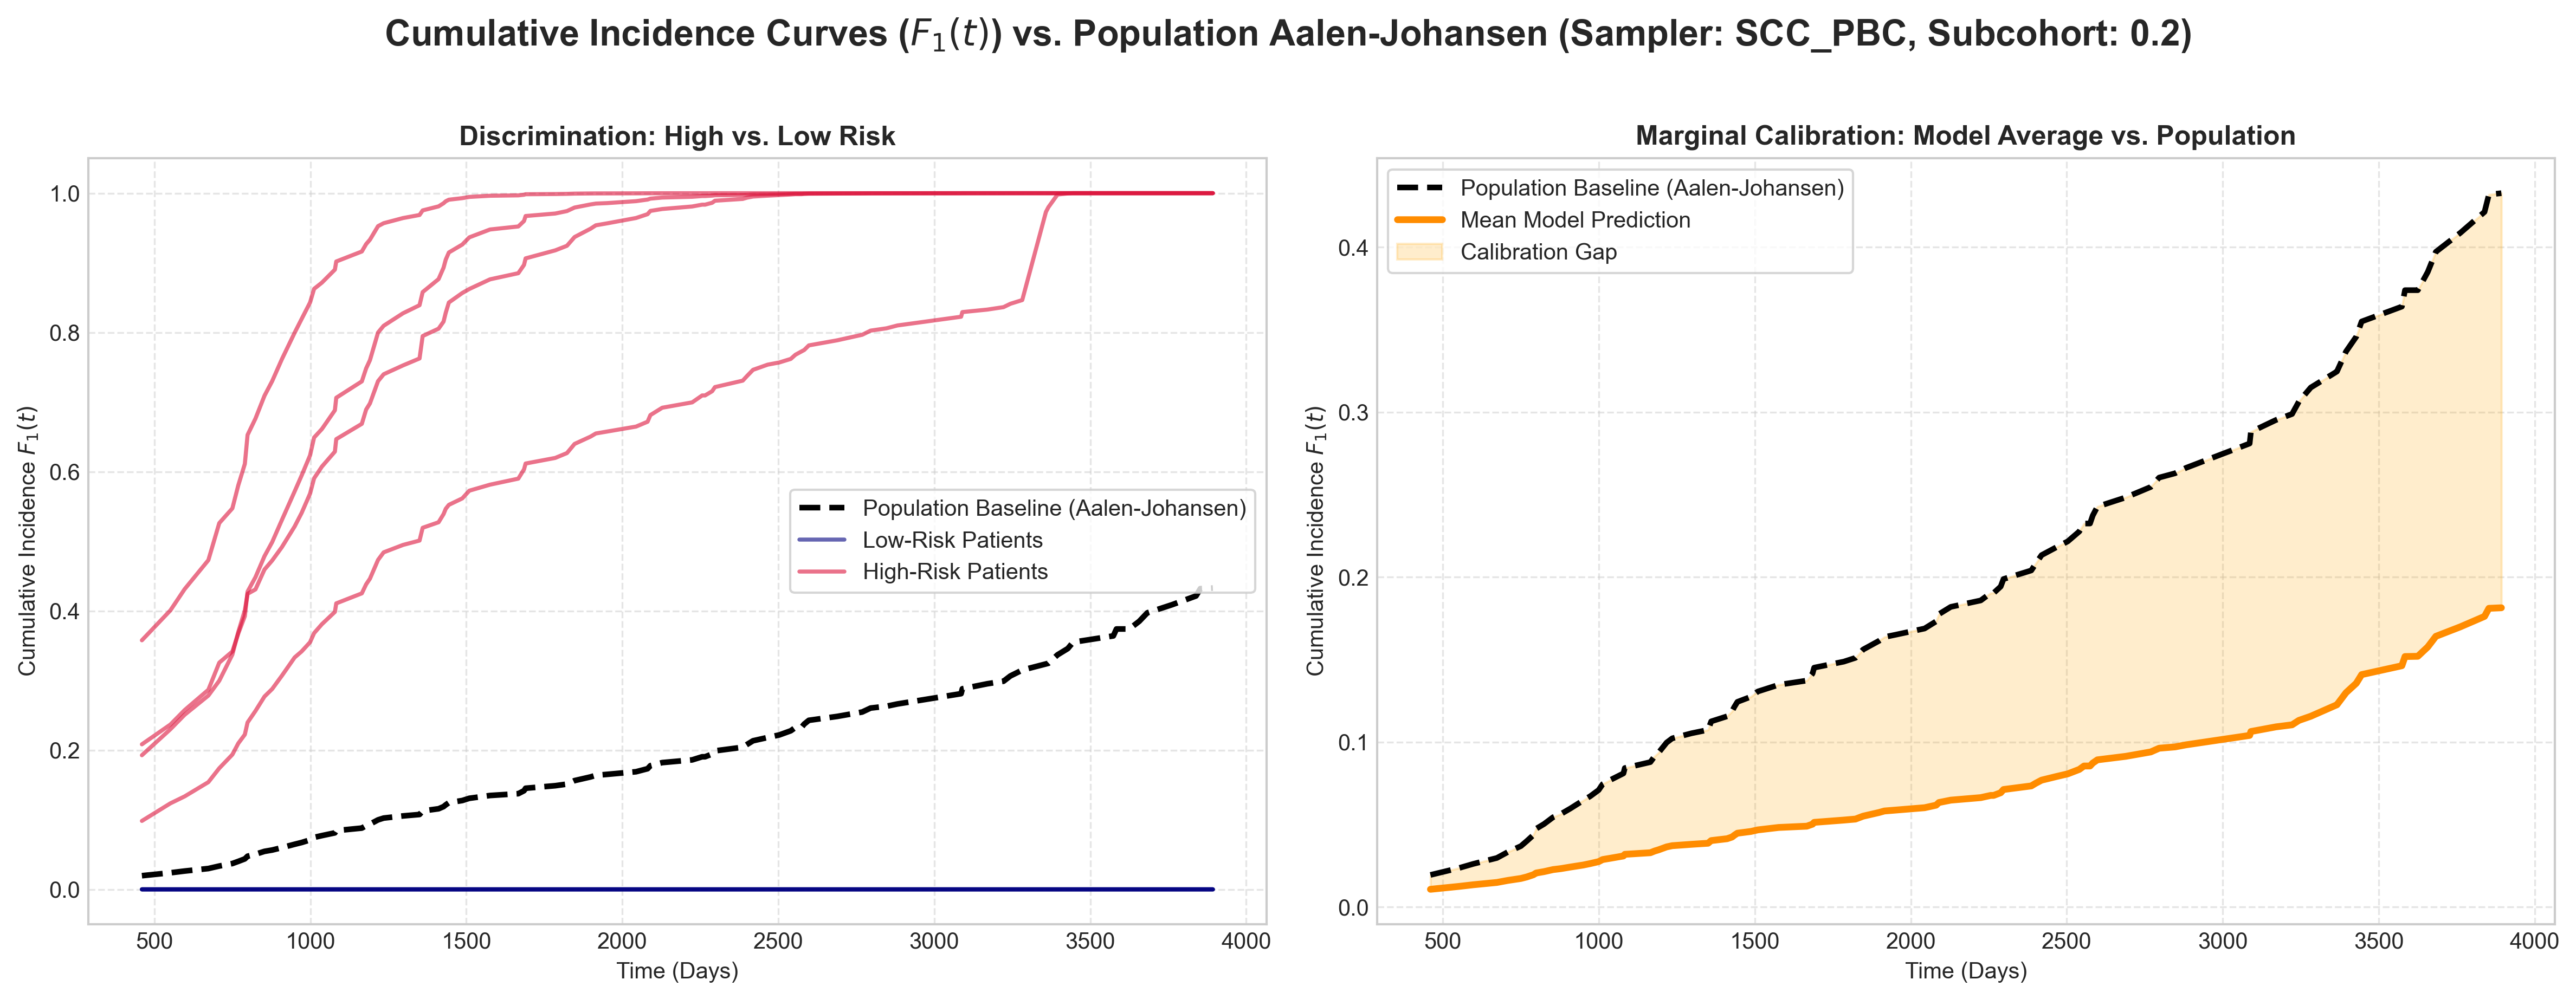 Cumulative Incidence Curves (F₁(t)) vs. Population Aalen-Johansen (Sampler: SCC_PBC, Subcohort: 0.2)
Discrimination: High vs. Low Risk
Cumulative Incidence F₁(t)
1.0
0.8
0.6
0.4
0.2
0.0
Population Baseline (Aalen-Johansen)
Low-Risk Patients
High-Risk Patients
500 1000 1500 2000 2500 3000 3500 4000
Time (Days)
Marginal Calibration: Model Average vs. Population
Cumulative Incidence F₁(t)
Population Baseline (Aalen-Johansen)
Mean Model Prediction
Calibration Gap
0.4
0.3
0.2
0.1
0.0
500 1000 1500 2000 2500 3000 3500 4000
Time (Days)